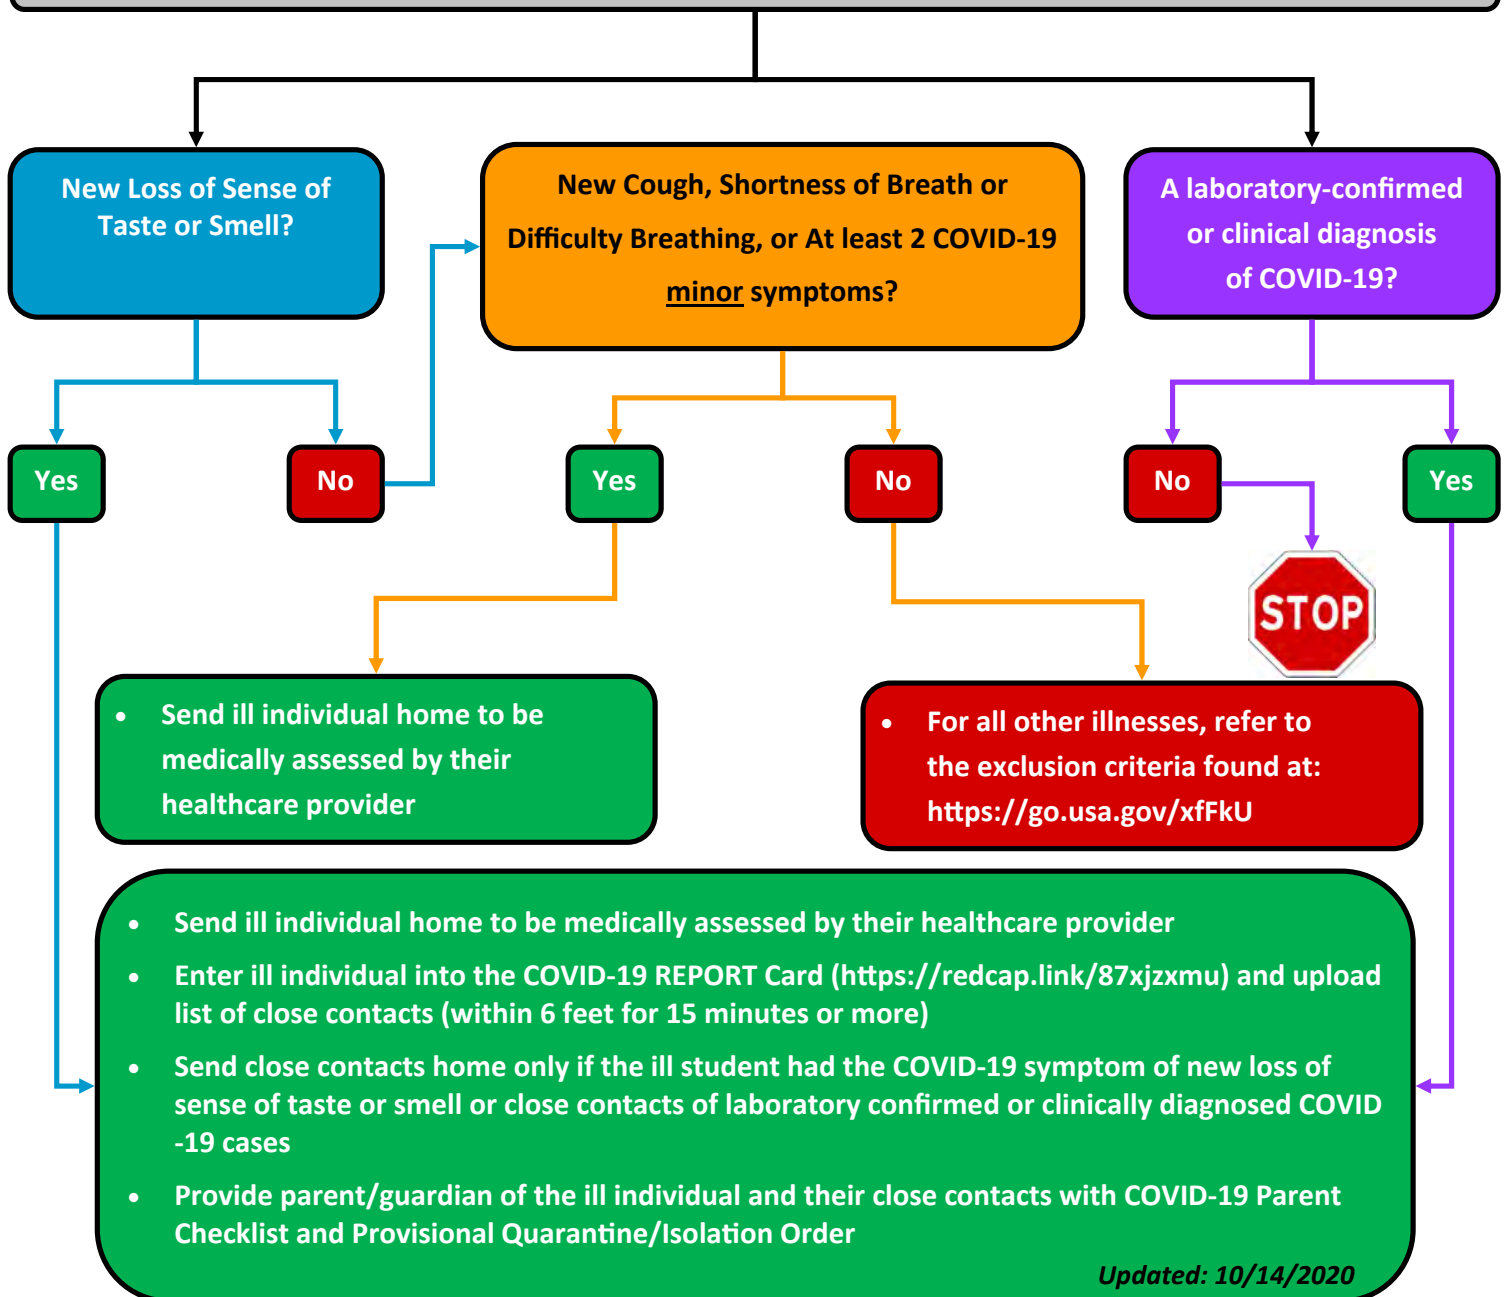 New Loss of Sense of
Taste or Smell?
New Cough, Shortness of Breath or
Difficulty Breathing, or At least 2 COVID-19
minor symptoms?
A laboratory-confirmed
or clinical diagnosis
of COVID-19?
Yes
No
Yes
No
No
Yes
STOP
• Send ill individual home to be
medically assessed by their
healthcare provider
• For all other illnesses, refer to
the exclusion criteria found at:
https://go.usa.gov/xfFkU
• Send ill individual home to be medically assessed by their healthcare provider
• Enter ill individual into the COVID-19 REPORT Card (https://redcap.link/87xjzxmu) and upload
list of close contacts (within 6 feet for 15 minutes or more)
• Send close contacts home only if the ill student had the COVID-19 symptom of new loss of
sense of taste or smell or close contacts of laboratory confirmed or clinically diagnosed COVID
-19 cases
• Provide parent/guardian of the ill individual and their close contacts with COVID-19 Parent
Checklist and Provisional Quarantine/Isolation Order
Updated: 10/14/2020